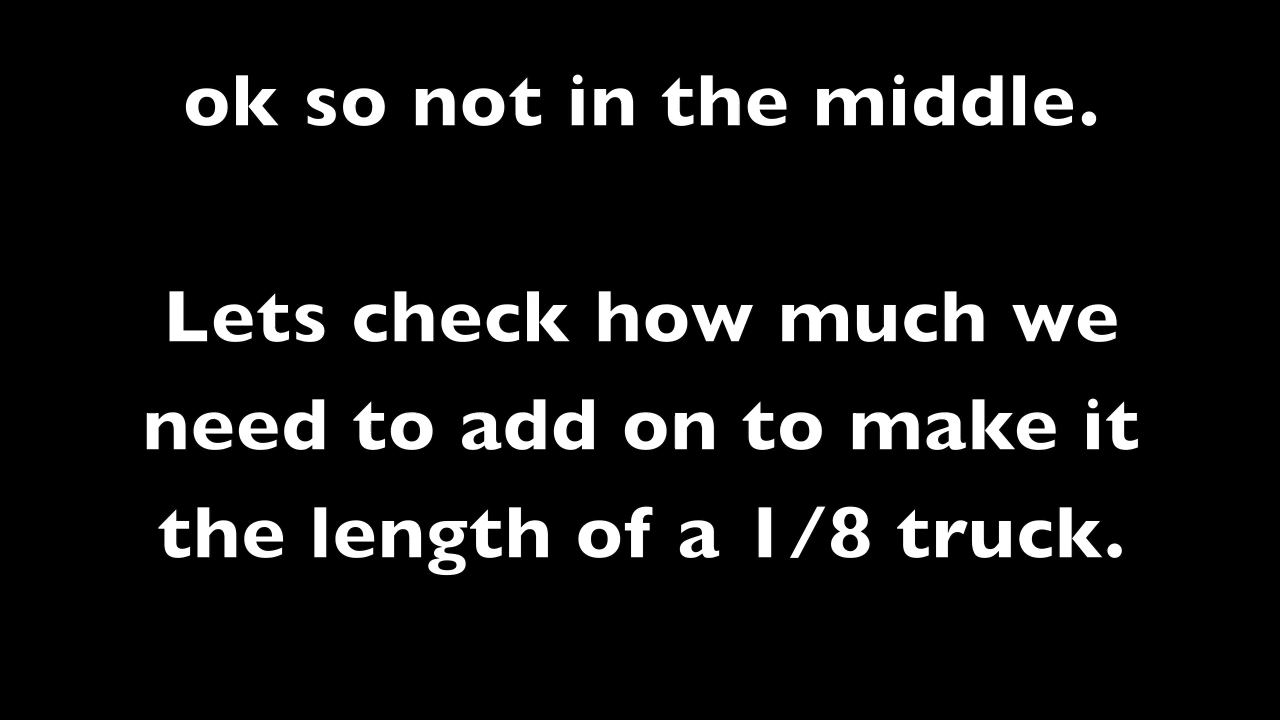 ok so not in the middle.
Lets check how much we
need to add on to make it
the length of a 1/8 truck.